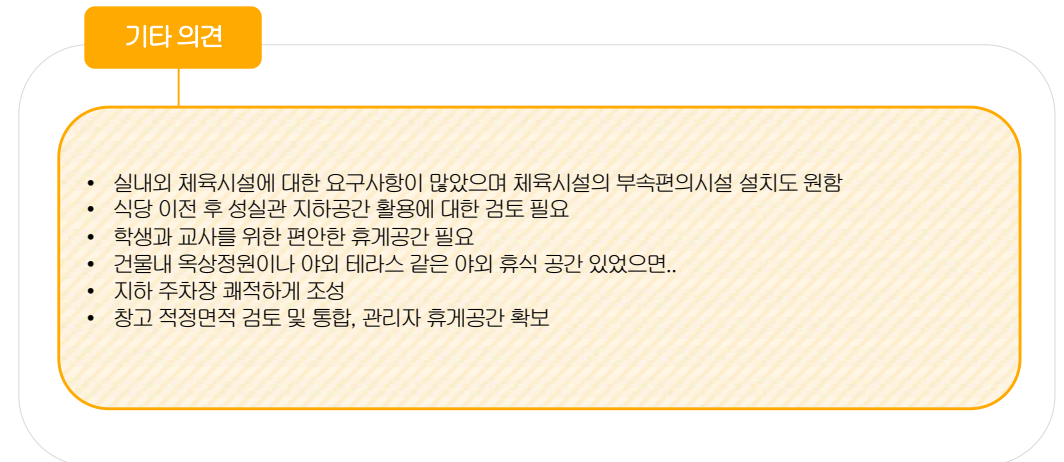 기타 의견
• 실내외 체육시설에 대한 요구사항이 많았으며 체육시설의 부속편의시설 설치도 원함
• 식당 이전 후 성실관 지하공간 활용에 대한 검토 필요
• 학생과 교사를 위한 편안한 휴게공간 필요
• 건물내 옥상정원이나 야외 테라스 같은 야외 휴식 공간 있었으면..
• 지하 주차장 쾌적하게 조성
• 창고 적정면적 검토 및 통합, 관리자 휴게공간 확보